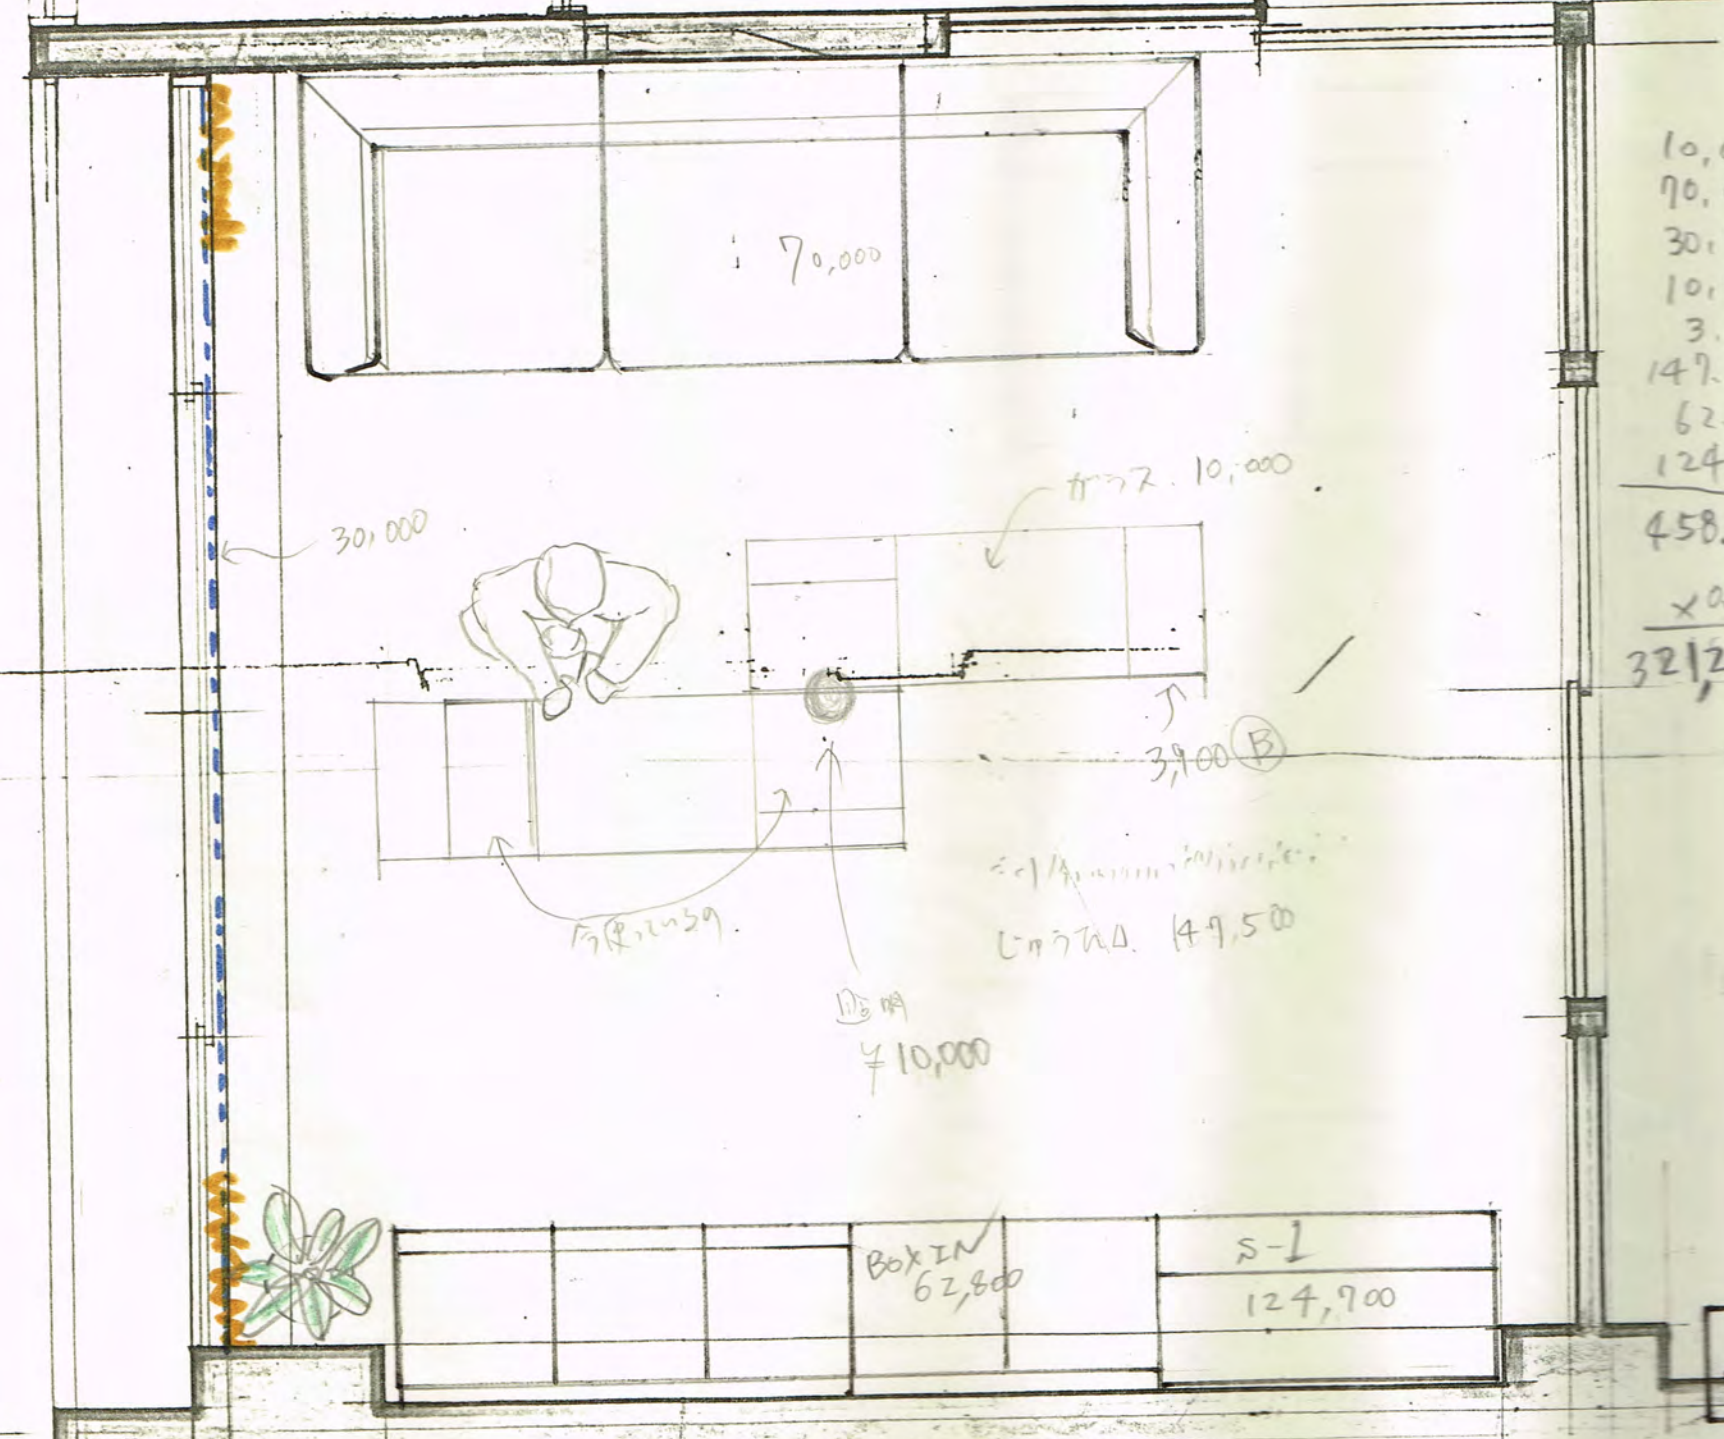 70,000
ガラス. 10,000
30,000
3,900 Ⓑ
今使っているの.
じゅうたん. 147,500
照明
¥10,000
BOX IN
62,800
S-1
124,700
10,
70,
30,
10,
3.
147.
62.
124
458.
×0
321,2